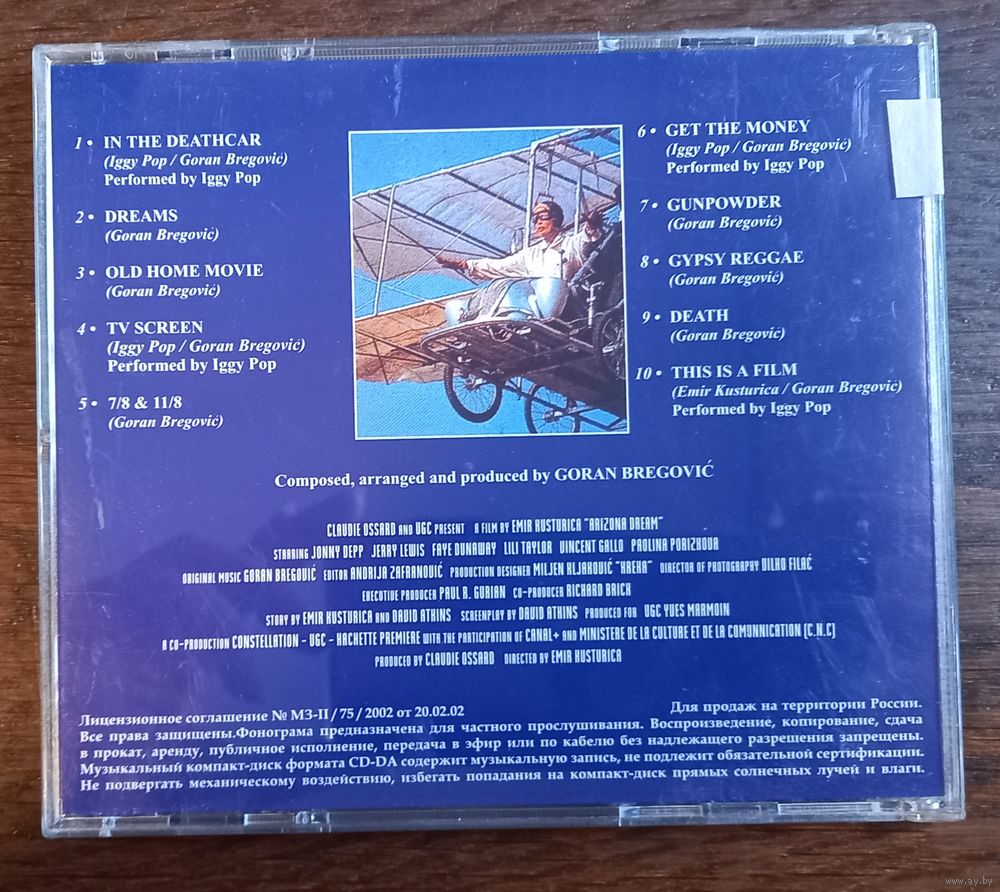 1 • IN THE DEATHCAR
(Iggy Pop / Goran Bregović)
Performed by Iggy Pop
2 • DREAMS
(Goran Bregović)
3 • OLD HOME MOVIE
(Goran Bregović)
4 • TV SCREEN
(Iggy Pop / Goran Bregović)
Performed by Iggy Pop
5 • 7/8 & 11/8
(Goran Bregović)
6 • GET THE MONEY
(Iggy Pop / Goran Bregović)
Performed by Iggy Pop
7 • GUNPOWDER
(Goran Bregović)
8 • GYPSY REGGAE
(Goran Bregović)
9 • DEATH
(Goran Bregović)
10 • THIS IS A FILM
(Emir Kusturica / Goran Bregović)
Performed by Iggy Pop
Composed, arranged and produced by GORAN BREGOVIĆ
CLAUDIE OSSARD AND UGC PRESENT A FILM BY EMIR KUSTURICA "ARIZONA DREAM"
STARRING JONNY DEPP JERRY LEWIS FAYE DUNAWAY LILI TAYLOR VINCENT GALLO PAOLINA PORIZKOVA
ORIGINAL MUSIC GORAN BREGOVIĆ EDITOR ANDRIJA ZAFRANOVIĆ PRODUCTION DESIGNER MILJEN KLJAKOVIĆ "KREKA" DIRECTOR OF PHOTOGRAPHY VILKO FILAĆ
EXECUTIVE PRODUCER PAUL R. GURIAN CO-PRODUCER RICHARD BRICK
STORY BY EMIR KUSTURICA AND DAVID ATKINS SCREENPLAY BY DAVID ATKINS PRODUCED FOR UGC YVES MARMOIN
A CO-PRODUCTION CONSTELLATION - UGC - HACHETTE PREMIERE WITH THE PARTICIPATION OF CANAL+ AND MINISTERE DE LA CULTURE ET DE LA COMUNNICATION (C.N.C)
PRODUCED BY CLAUDIE OSSARD DIRECTED BY EMIR KUSTURICA
Лицензионное соглашение № МЗ-II / 75 / 2002 от 20.02.02 Для продаж на территории России.
Все права защищены.Фонограма предназначена для частного прослушивания. Воспроизведение, копирование, сдача
в прокат, аренду, публичное исполнение, передача в эфир или по кабелю без надлежащего разрешения запрещены.
Музыкальный компакт-диск формата CD-DA содержит музыкальную запись, не подлежит обязательной сертификации.
Не подвергать механическому воздействию, избегать попадания на компакт-диск прямых солнечных лучей и влаги.
www.ay.by